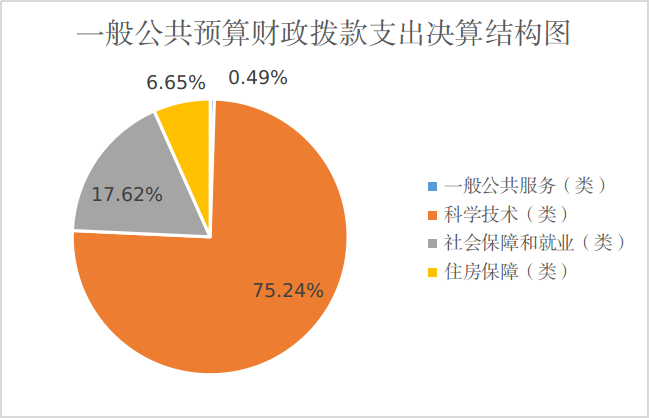 一般公共预算财政拨款支出决算结构图
6.65%
0.49%
17.62%
75.24%
一般公共服务（类）
科学技术（类）
社会保障和就业（类）
住房保障（类）